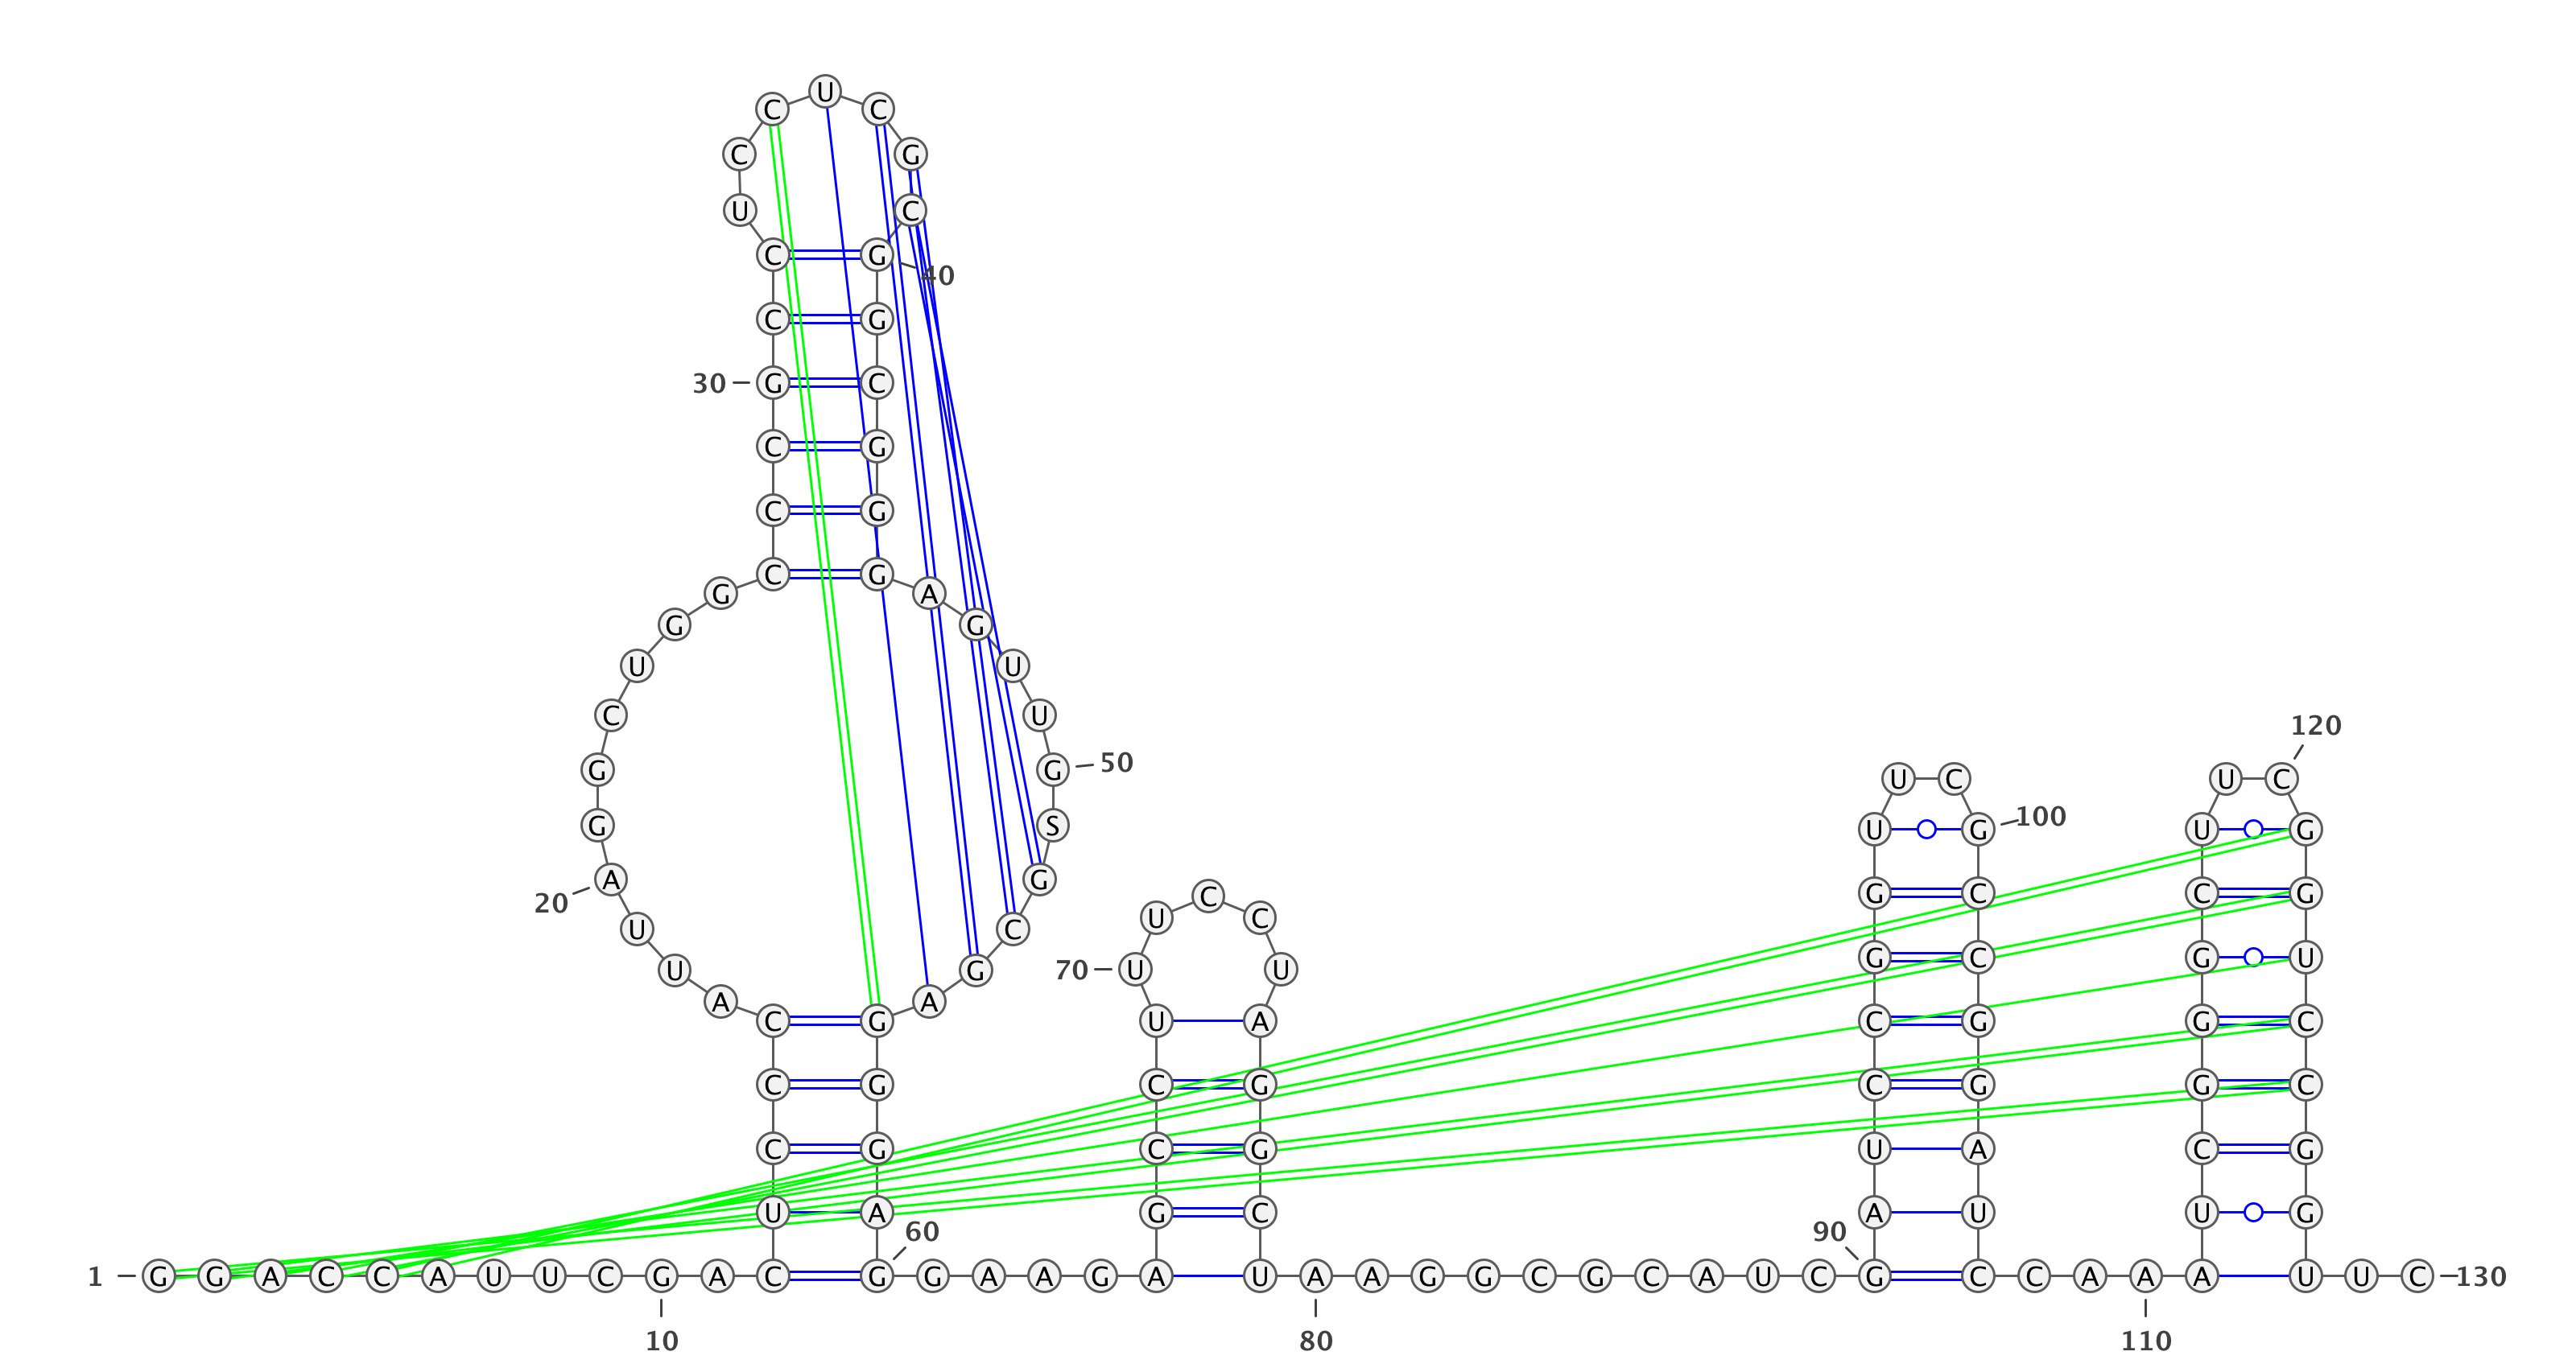 U
C C
C G
U C
C G
40
C G
30 G C
C G
C G
C G
G A
G G
U U
C U
120
G G 50
U C U C
G S
U G 100 U G
A G
G C C G
C
20
U C
U C
G C G U
70 U U
U G
A A
C G U A C G G C
C G C G C G G C
C G C G U A C G
U A G C A U U G
60 90
1 G G A C C A U U C G A C G G A A G A U A A G G C G C A U C G C C A A A U U C 130
10 80 110